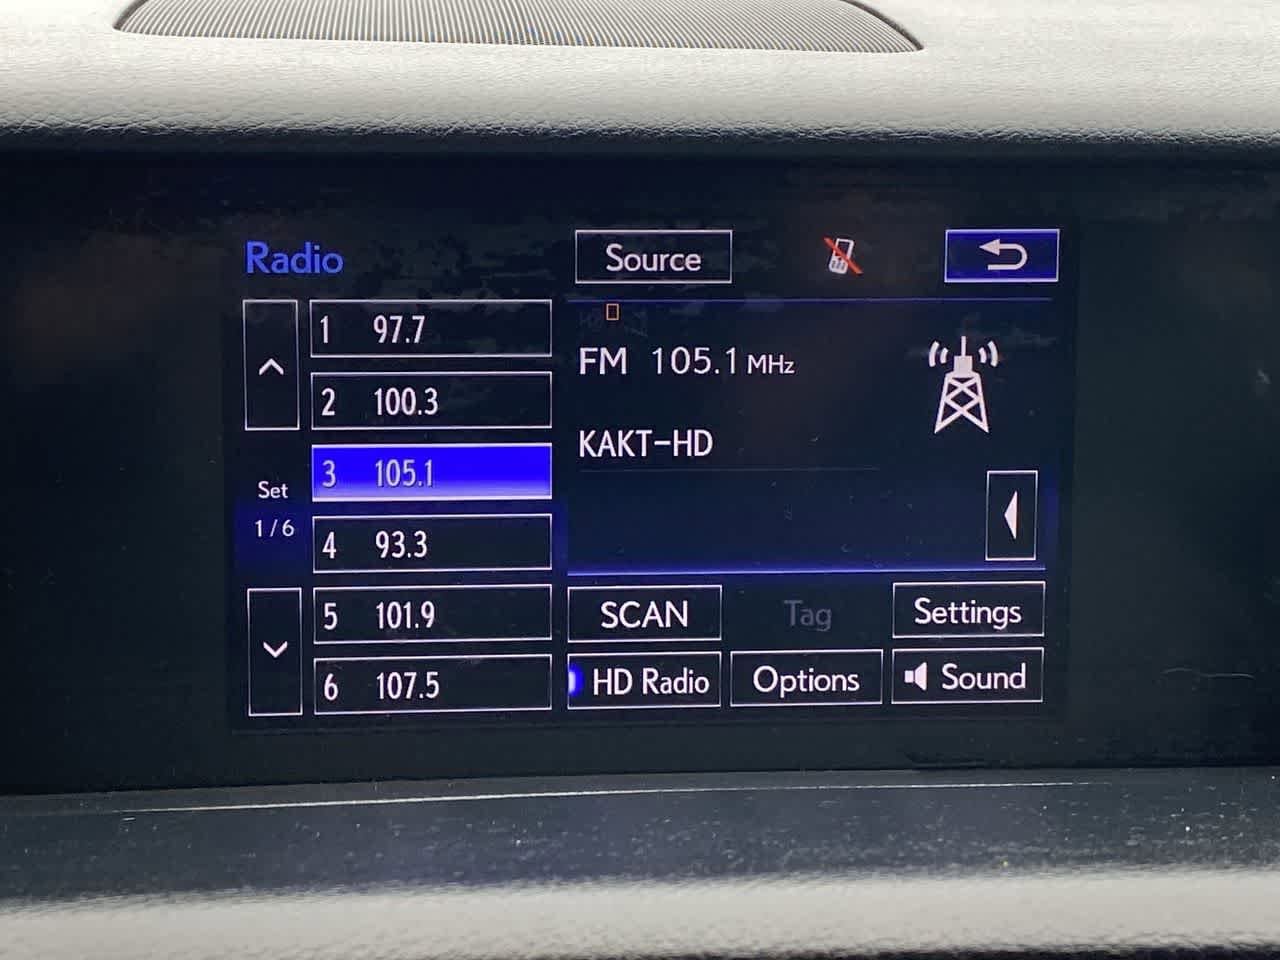 Radio
Source
1 97.7
2 100.3
3 105.1
4 93.3
5 101.9
6 107.5
Set
1/6
FM 105.1 MHz
KAKT-HD
SCAN
Tag
Settings
HD Radio
Options
Sound